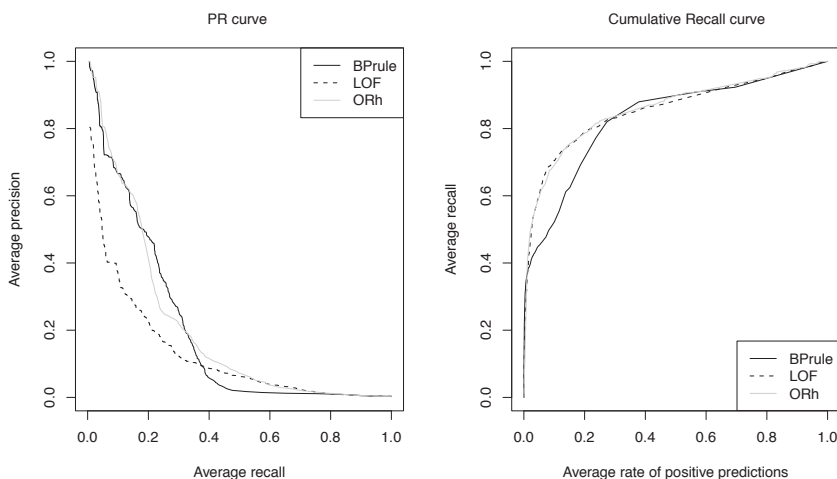 PR curve
Average precision
1.0
0.8
0.6
0.4
0.2
0.0
BPrule
LOF
ORh
0.0 0.2 0.4 0.6 0.8 1.0
Average recall
Cumulative Recall curve
Average recall
1.0
0.8
0.6
0.4
0.2
0.0
BPrule
LOF
ORh
0.0 0.2 0.4 0.6 0.8 1.0
Average rate of positive predictions